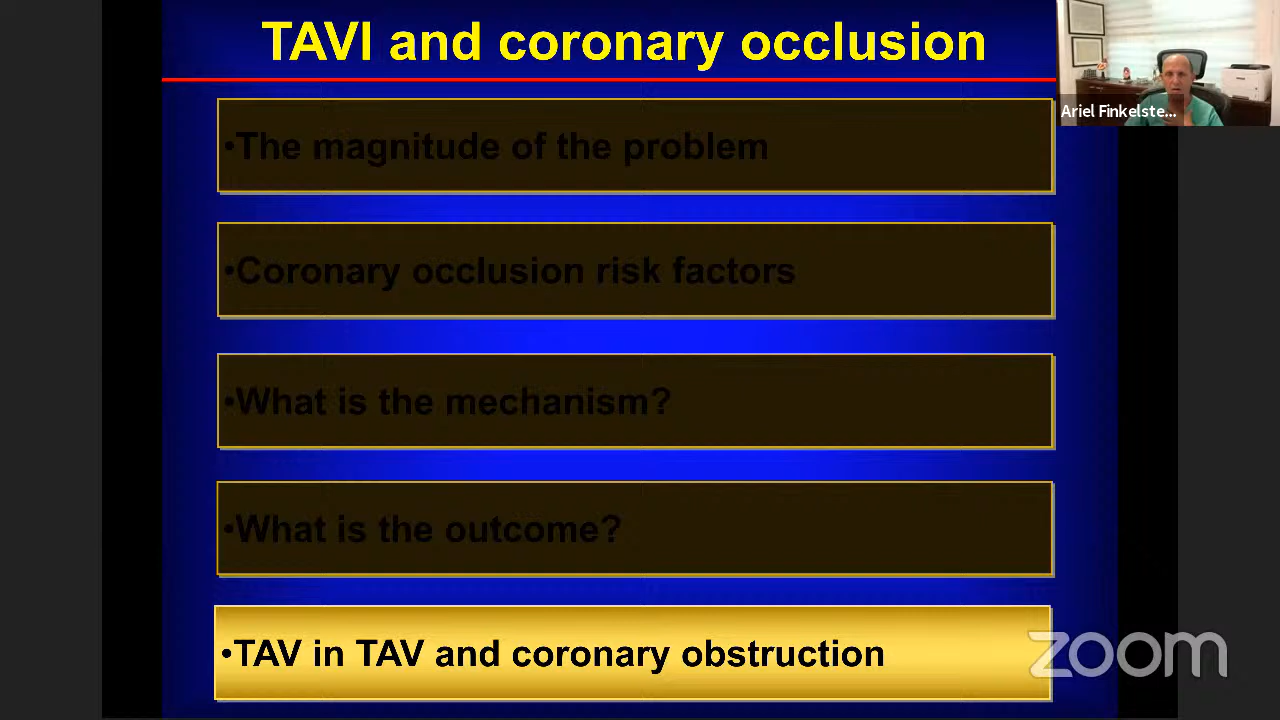 TAVI and coronary occlusion
Ariel Finkelste...
•The magnitude of the problem
•Coronary occlusion risk factors
•What is the mechanism?
•What is the outcome?
•TAV in TAV and coronary obstruction
zoom